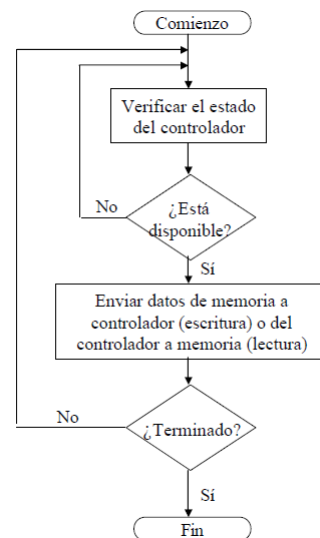 Comienzo
Verificar el estado
del controlador
No
¿Está
disponible?
Sí
Enviar datos de memoria a
controlador (escritura) o del
controlador a memoria (lectura)
No
¿Terminado?
Sí
Fin